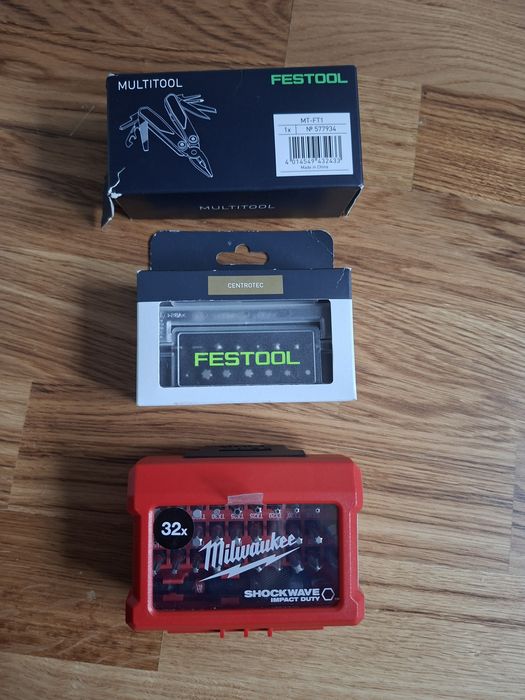 MULTITOOL
FESTOOL
MT-FT1
1x № 577934
4 014549 432433
Made in China
MULTITOOL
CENTROTEC
FESTOOL
32x
Milwaukee
SHOCKWAVE
IMPACT DUTY